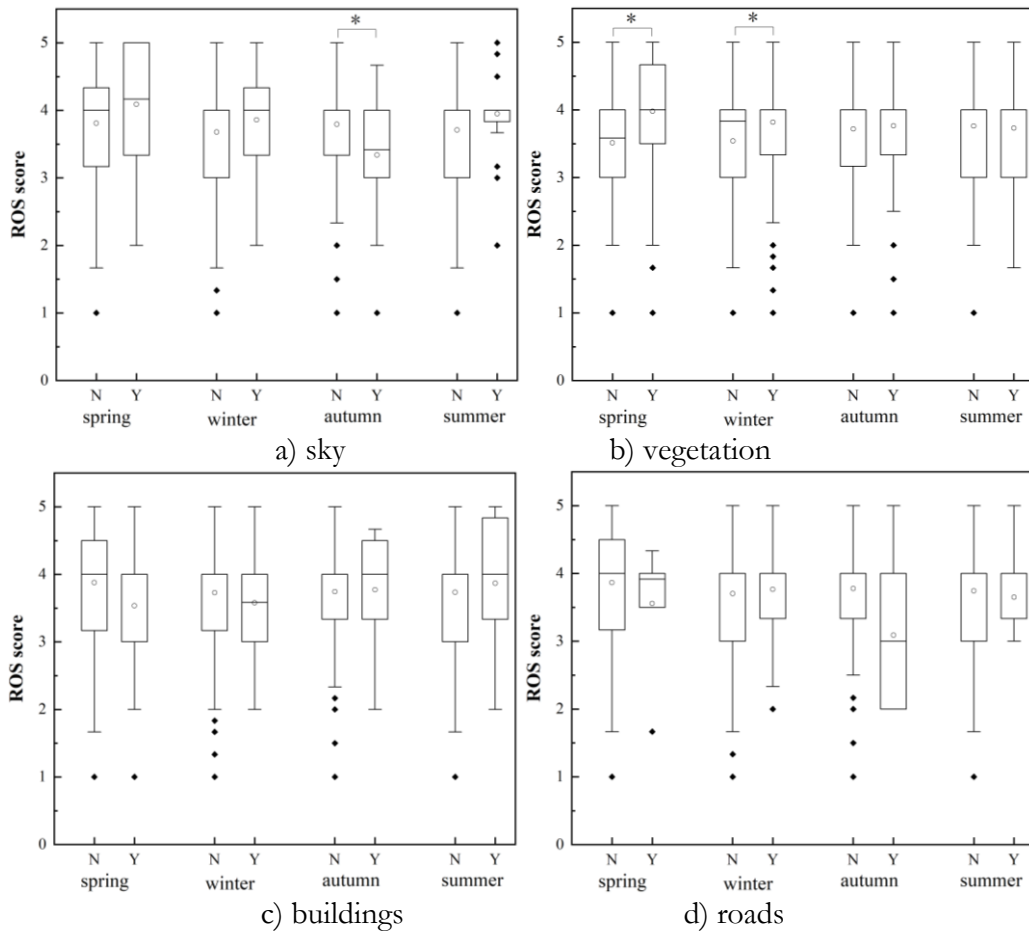 *
5
4
3
2
1
0
ROS score
N Y N Y N Y N Y
spring winter autumn summer
a) sky
* *
5
4
3
2
1
0
ROS score
N Y N Y N Y N Y
spring winter autumn summer
b) vegetation
5
4
3
2
1
0
ROS score
N Y N Y N Y N Y
spring winter autumn summer
c) buildings
5
4
3
2
1
0
ROS score
N Y N Y N Y N Y
spring winter autumn summer
d) roads